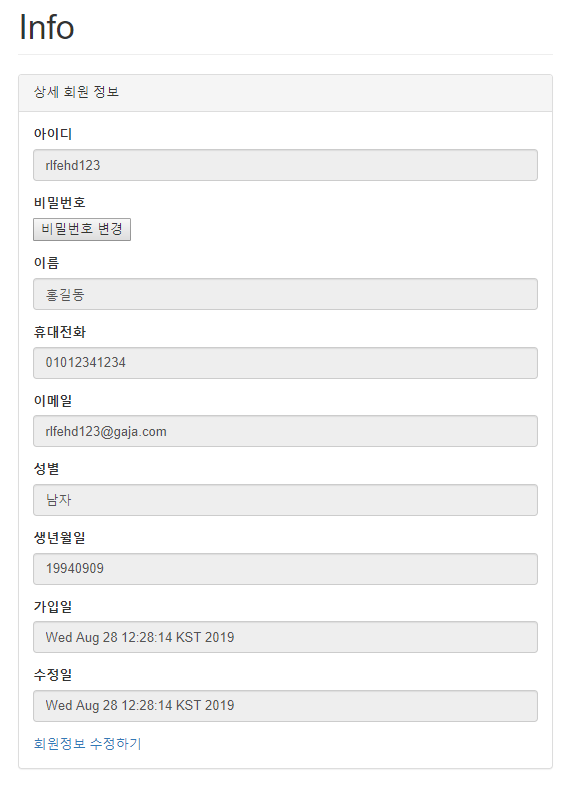 Info
상세 회원 정보
아이디
rlfehd123
비밀번호
비밀번호 변경
이름
홍길동
휴대전화
01012341234
이메일
rlfehd123@gaja.com
성별
남자
생년월일
19940909
가입일
Wed Aug 28 12:28:14 KST 2019
수정일
Wed Aug 28 12:28:14 KST 2019
회원정보 수정하기